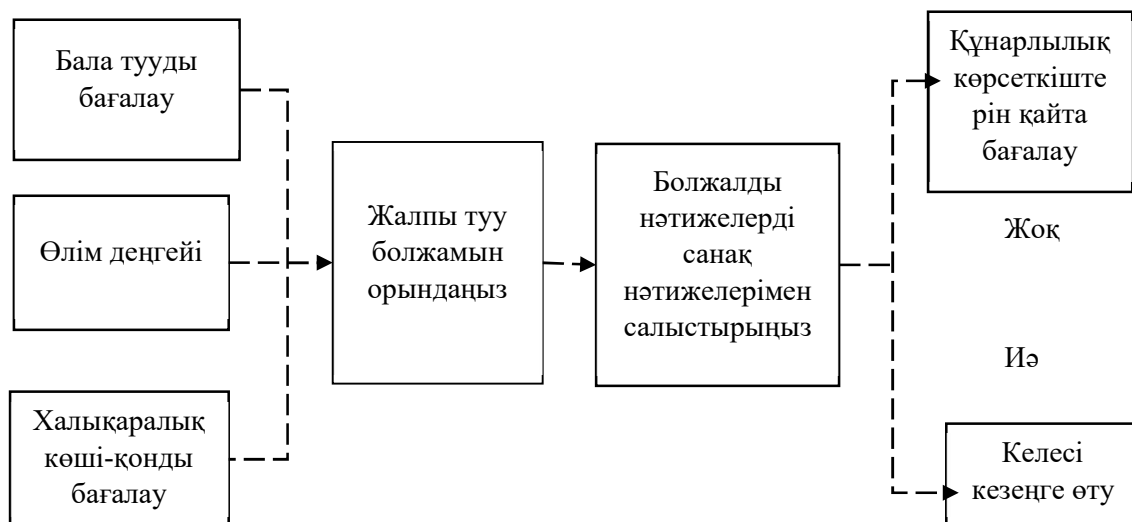 Бала тууды
бағалау
Өлім деңгейі
Халықаралық
көші-қонды
бағалау
Жалпы туу
болжамын
орындаңыз
Болжалды
нәтижелерді
санақ
нәтижелерімен
салыстырыңыз
Құнарлылық
көрсеткіште
рін қайта
бағалау
Жоқ
Иә
Келесі
кезеңге өту